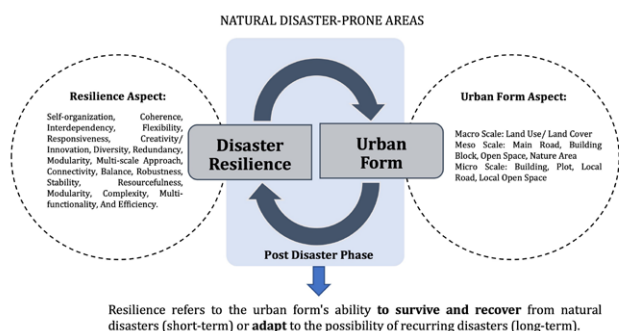 NATURAL DISASTER-PRONE AREAS
Resilience Aspect:
Self-organization, Coherence,
Interdependency, Flexibility,
Responsiveness, Creativity/
Innovation, Diversity, Redundancy,
Modularity, Multi-scale Approach,
Connectivity, Balance, Robustness,
Stability, Resourcefulness,
Modularity, Complexity, Multi-
functionality, And Efficiency.
Disaster
Resilience
Urban
Form
Urban Form Aspect:
Macro Scale: Land Use/ Land Cover
Meso Scale: Main Road, Building
Block, Open Space, Nature Area
Micro Scale: Building, Plot, Local
Road, Local Open Space
Post Disaster Phase
Resilience refers to the urban form's ability to survive and recover from natural
disasters (short-term) or adapt to the possibility of recurring disasters (long-term).